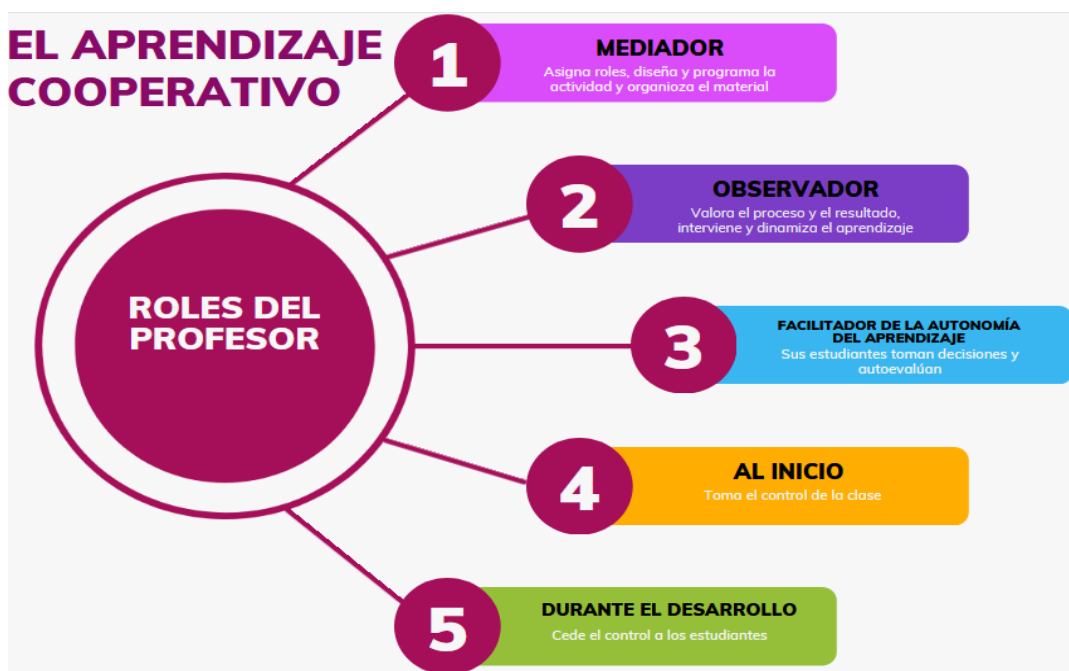 EL APRENDIZAJE
COOPERATIVO
1
MEDIADOR
Asigna roles, diseña y programa la
actividad y organioza el material
2
OBSERVADOR
Valora el proceso y el resultado,
interviene y dinamiza el aprendizaje
ROLES DEL
PROFESOR
3
FACILITADOR DE LA AUTONOMÍA
DEL APRENDIZAJE
Sus estudiantes toman decisiones y
autoevalúan
4
AL INICIO
Toma el control de la clase
5
DURANTE EL DESARROLLO
Cede el control a los estudiantes